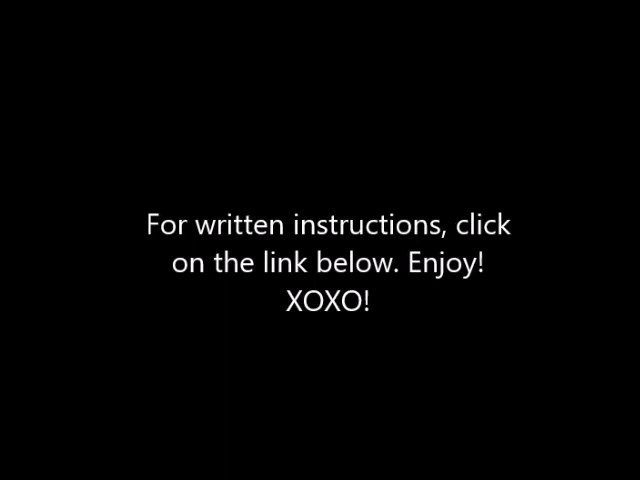 For written instructions, click
on the link below. Enjoy!
XOXO!